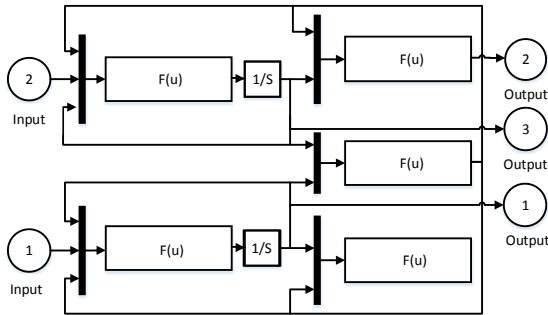 2
Input
F(u)
1/S
F(u)
2
Output
3
Output
F(u)
1
Output
1
Input
F(u)
1/S
F(u)